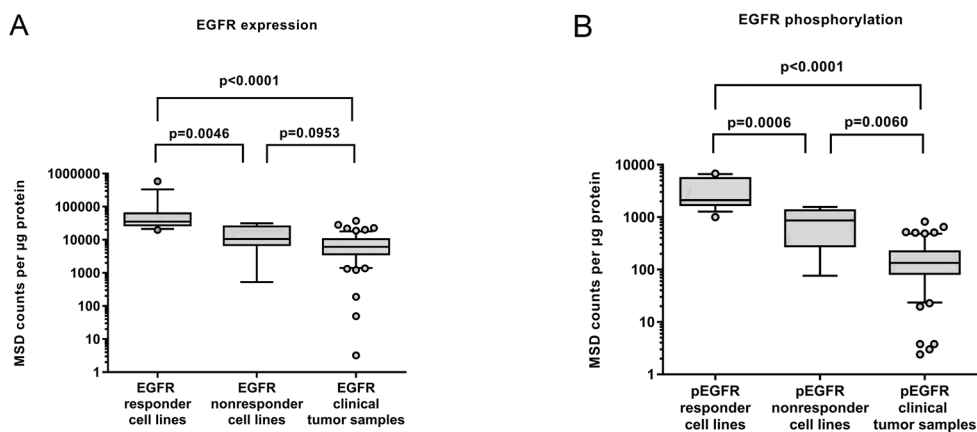 A
EGFR expression
p<0.0001
p=0.0046
p=0.0953
MSD counts per µg protein
1000000
100000
10000
1000
100
10
1
EGFR
responder
cell lines
EGFR
nonresponder
cell lines
EGFR
clinical
tumor samples
B
EGFR phosphorylation
p<0.0001
p=0.0006
p=0.0060
MSD counts per µg protein
10000
1000
100
10
1
pEGFR
responder
cell lines
pEGFR
nonresponder
cell lines
pEGFR
clinical
tumor samples